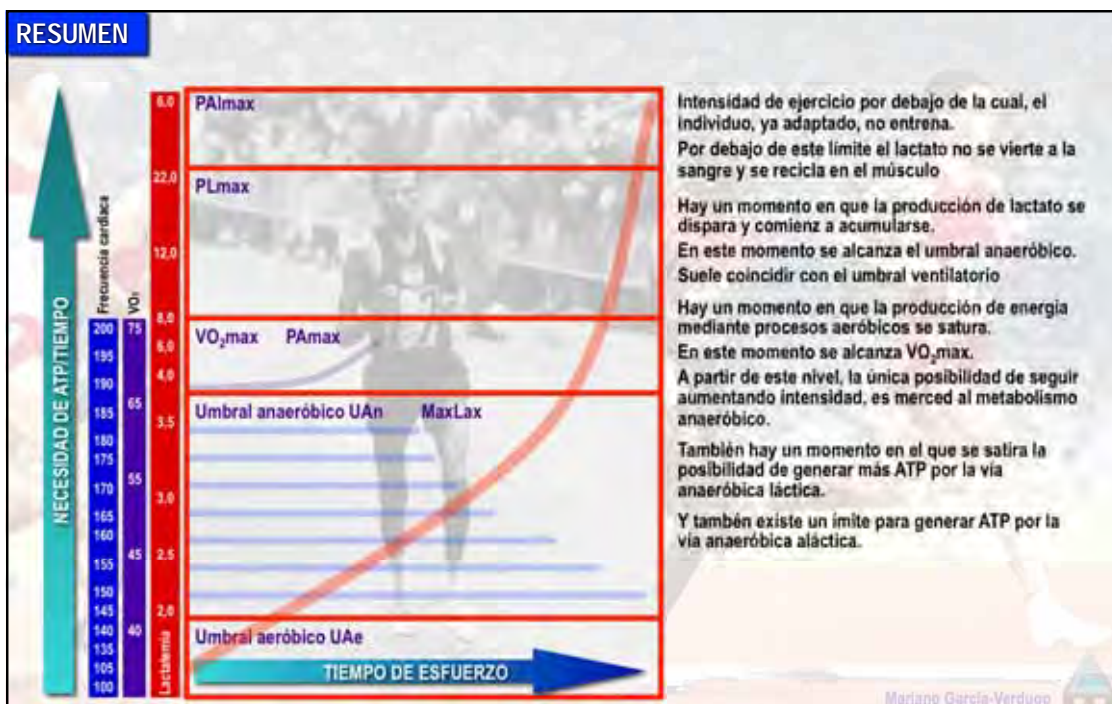 RESUMEN
NECESIDAD DE ATP/TIEMPO
Frecuencia cardíaca
200
195
190
185
180
175
170
165
160
155
150
145
140
135
105
100
VO2
75
65
55
45
40
6,0
22,0
12,0
8,0
6,0
4,0
3,5
3,0
2,5
2,0
Lactatemia
PAlmax
PLmax
VO2max PAmax
Umbral anaeróbico UAn MaxLax
Umbral aeróbico UAe
TIEMPO DE ESFUERZO
Intensidad de ejercicio por debajo de la cual, el
individuo, ya adaptado, no entrena.
Por debajo de este límite el lactato no se vierte a la
sangre y se recicla en el músculo
Hay un momento en que la producción de lactato se
dispara y comienz a acumularse.
En este momento se alcanza el umbral anaeróbico.
Suele coincidir con el umbral ventilatorio
Hay un momento en que la producción de energía
mediante procesos aeróbicos se satura.
En este momento se alcanza VO2max.
A partir de este nivel, la única posibilidad de seguir
aumentando intensidad, es merced al metabolismo
anaeróbico.
También hay un momento en el que se satira la
posibilidad de generar más ATP por la vía
anaeróbica láctica.
Y tambén existe un ímite para generar ATP por la
vía anaeróbica aláctica.
Mariano García-Verdugo